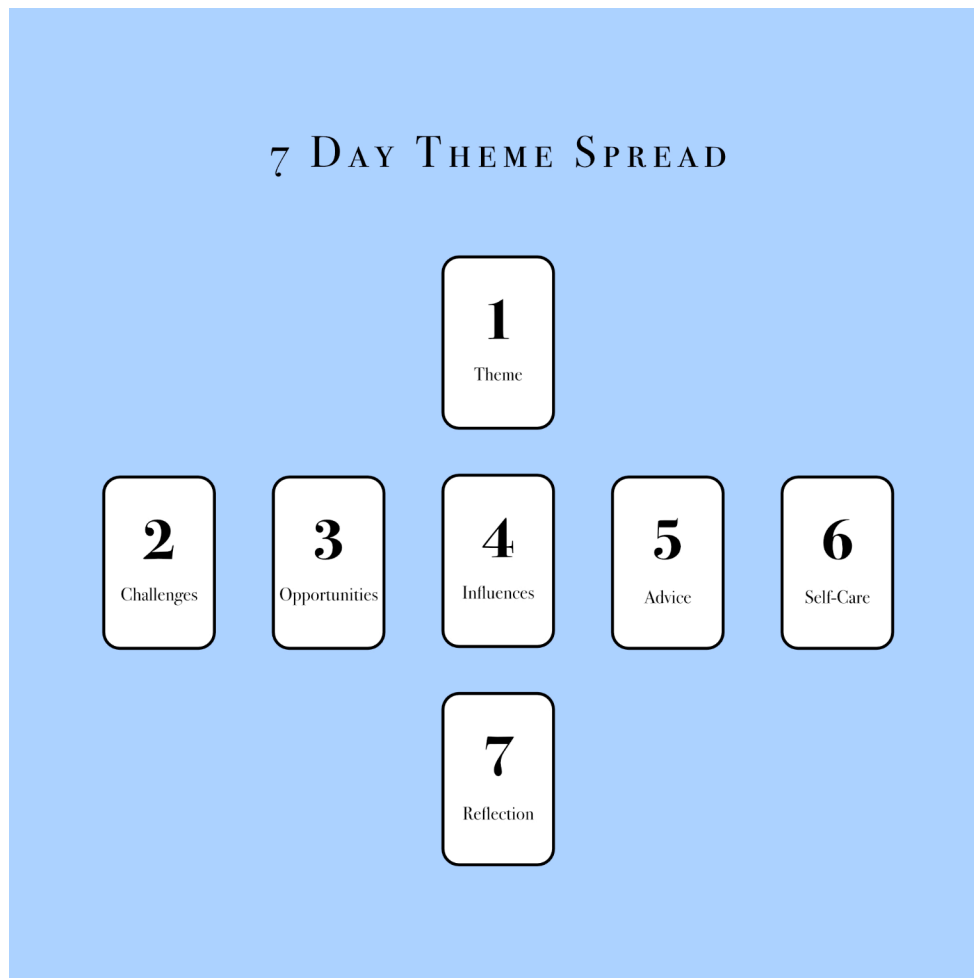 7 Day Theme Spread
1
Theme
2
Challenges
3
Opportunities
4
Influences
5
Advice
6
Self-Care
7
Reflection